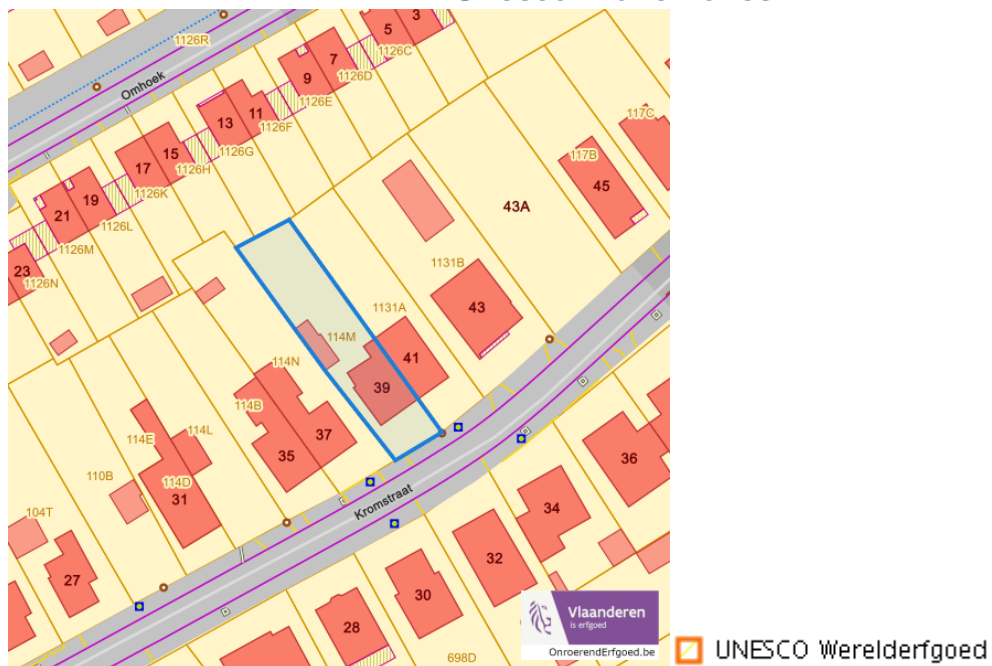 1126R
5
3
1126C
7
1126D
Omhoek
9
1126E
11
1126F
13
1126G
117C
15
117B
17
1126H
45
1126K
19
43A
21
1126L
1126M
1131B
23
1126N
1131A
43
114M
41
114N
39
114B
37
114L
114E
35
36
110B
114D
31
Kromstraat
34
104T
32
27
30
28
698D
Vlaanderen
is erfgoed
OnroerendErfgoed.be
UNESCO Werelderfgoed